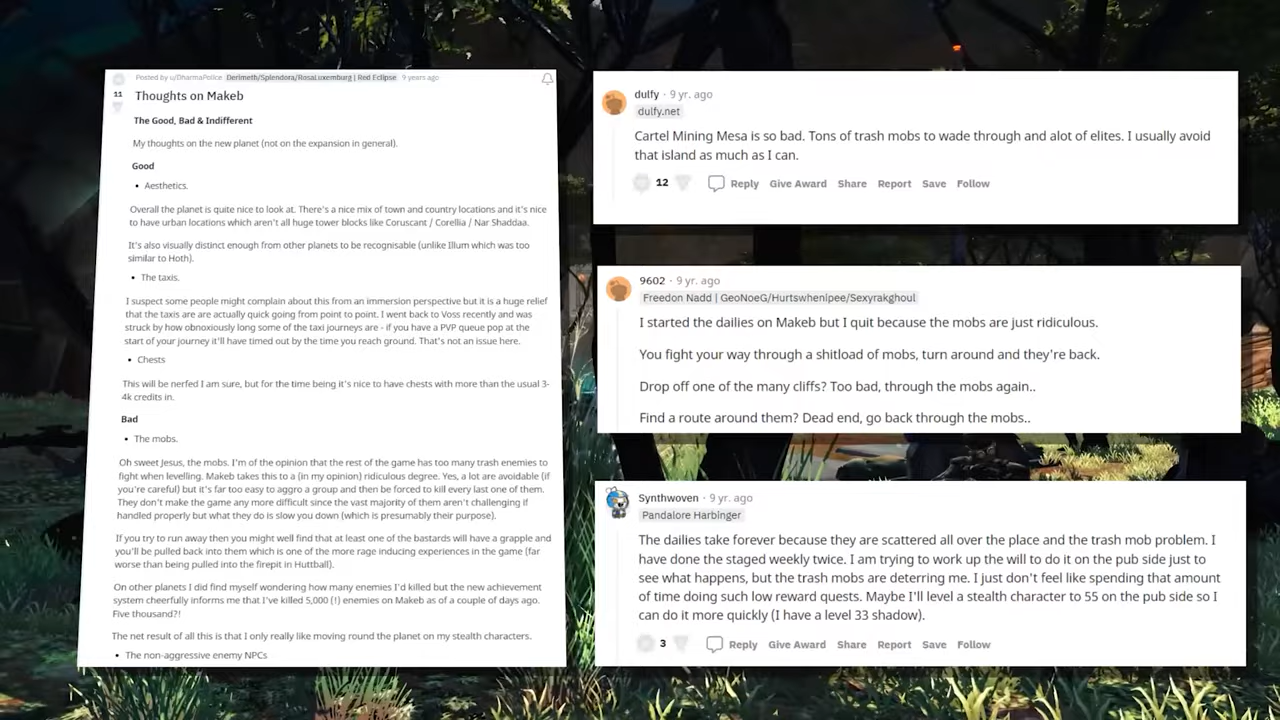 Posted by u/DharmaPolice Derimeth/Splendora/RosaLuxemburg | Red Eclipse 9 years ago
11
Thoughts on Makeb
The Good, Bad & Indifferent
My thoughts on the new planet (not on the expansion in general).
Good
• Aesthetics.
Overall the planet is quite nice to look at. There's a nice mix of town and country locations and it's nice
to have urban locations which aren't all huge tower blocks like Coruscant / Corellia / Nar Shaddaa.
It's also visually distinct enough from other planets to be recognisable (unlike Illum which was too
similar to Hoth).
• The taxis.
I suspect some people might complain about this from an immersion perspective but it is a huge relief
that the taxis are are actually quick going from point to point. I went back to Voss recently and was
struck by how obnoxiously long some of the taxi journeys are - if you have a PVP queue pop at the
start of your journey it'll have timed out by the time you reach ground. That's not an issue here.
• Chests
This will be nerfed I am sure, but for the time being it's nice to have chests with more than the usual 3-
4k credits in.
Bad
• The mobs.
Oh sweet Jesus, the mobs. I'm of the opinion that the rest of the game has too many trash enemies to
fight when levelling. Makeb takes this to a (in my opinion) ridiculous degree. Yes, a lot are avoidable (if
you're careful) but it's far too easy to aggro a group and then be forced to kill every last one of them.
They don't make the game any more difficult since the vast majority of them aren't challenging if
handled properly but what they do is slow you down (which is presumably their purpose).
If you try to run away then you might well find that at least one of the bastards will have a grapple and
you'll be pulled back into them which is one of the more rage inducing experiences in the game (far
worse than being pulled into the firepit in Huttball).
On other planets I did find myself wondering how many enemies I'd killed but the new achievement
system cheerfully informs me that I've killed 5,000 (!) enemies on Makeb as of a couple of days ago.
Five thousand?!
The net result of all this is that I only really like moving round the planet on my stealth characters.
• The non-aggressive enemy NPCs
dulfy · 9 yr. ago
dulfy.net
Cartel Mining Mesa is so bad. Tons of trash mobs to wade through and alot of elites. I usually avoid
that island as much as I can.
12 Reply Give Award Share Report Save Follow
9602 · 9 yr. ago
Freedon Nadd | GeoNoeG/Hurtswhenipee/Sexyrakghoul
I started the dailies on Makeb but I quit because the mobs are just ridiculous.
You fight your way through a shitload of mobs, turn around and they're back.
Drop off one of the many cliffs? Too bad, through the mobs again..
Find a route around them? Dead end, go back through the mobs..
Synthwoven · 9 yr. ago
Pandalore Harbinger
The dailies take forever because they are scattered all over the place and the trash mob problem. I
have done the staged weekly twice. I am trying to work up the will to do it on the pub side just to
see what happens, but the trash mobs are deterring me. I just don't feel like spending that amount
of time doing such low reward quests. Maybe I'll level a stealth character to 55 on the pub side so I
can do it more quickly (I have a level 33 shadow).
3 Reply Give Award Share Report Save Follow